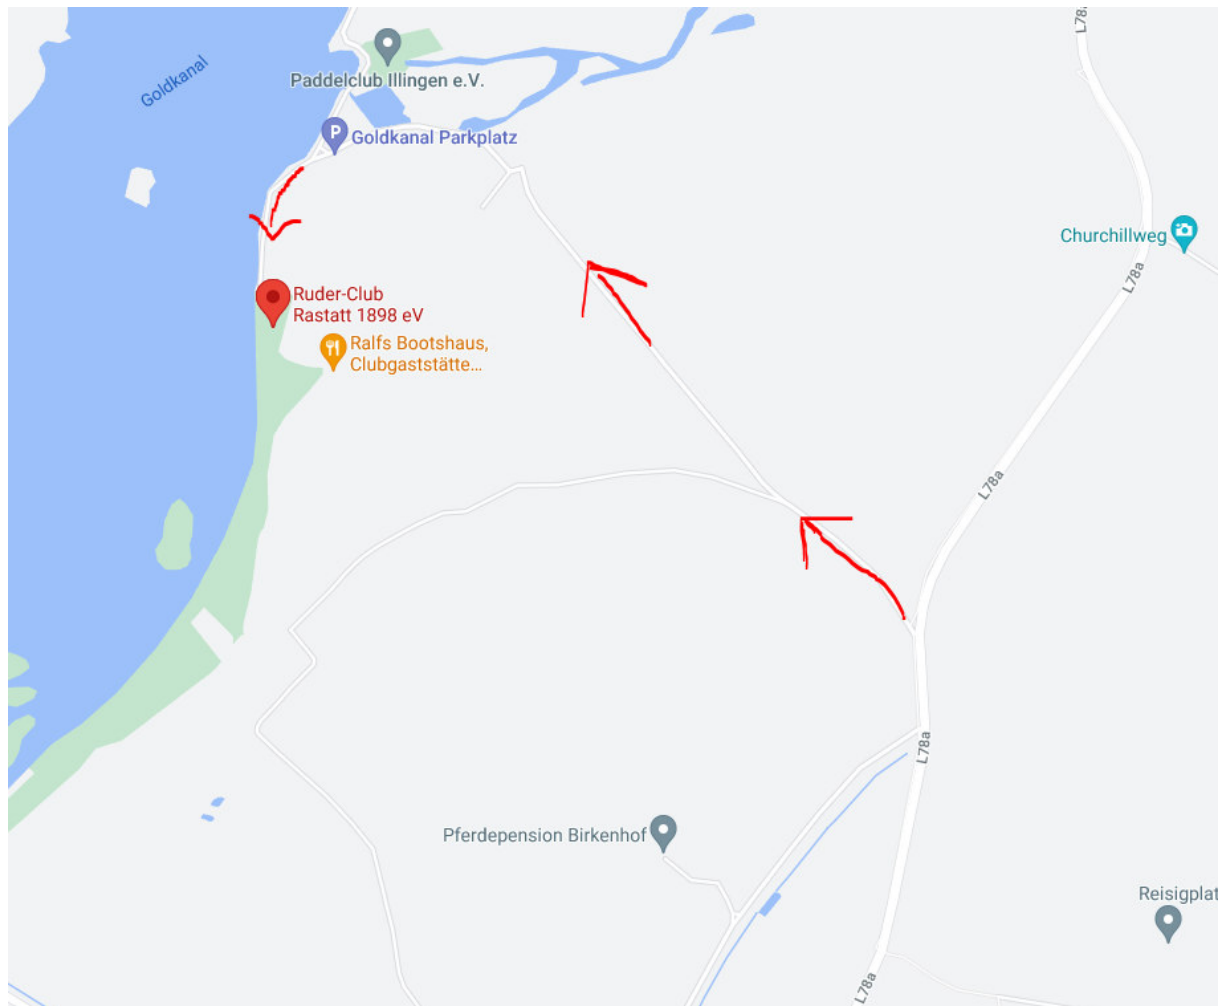 L78a
Goldkanal
Paddelclub Illingen e.V.
P
Goldkanal Parkplatz
Churchillweg
L78a
Ruder-Club
Rastatt 1898 eV
Ralfs Bootshaus,
Clubgaststätte...
L78a
L78a
Pferdepension Birkenhof
Reisigplat
L78a